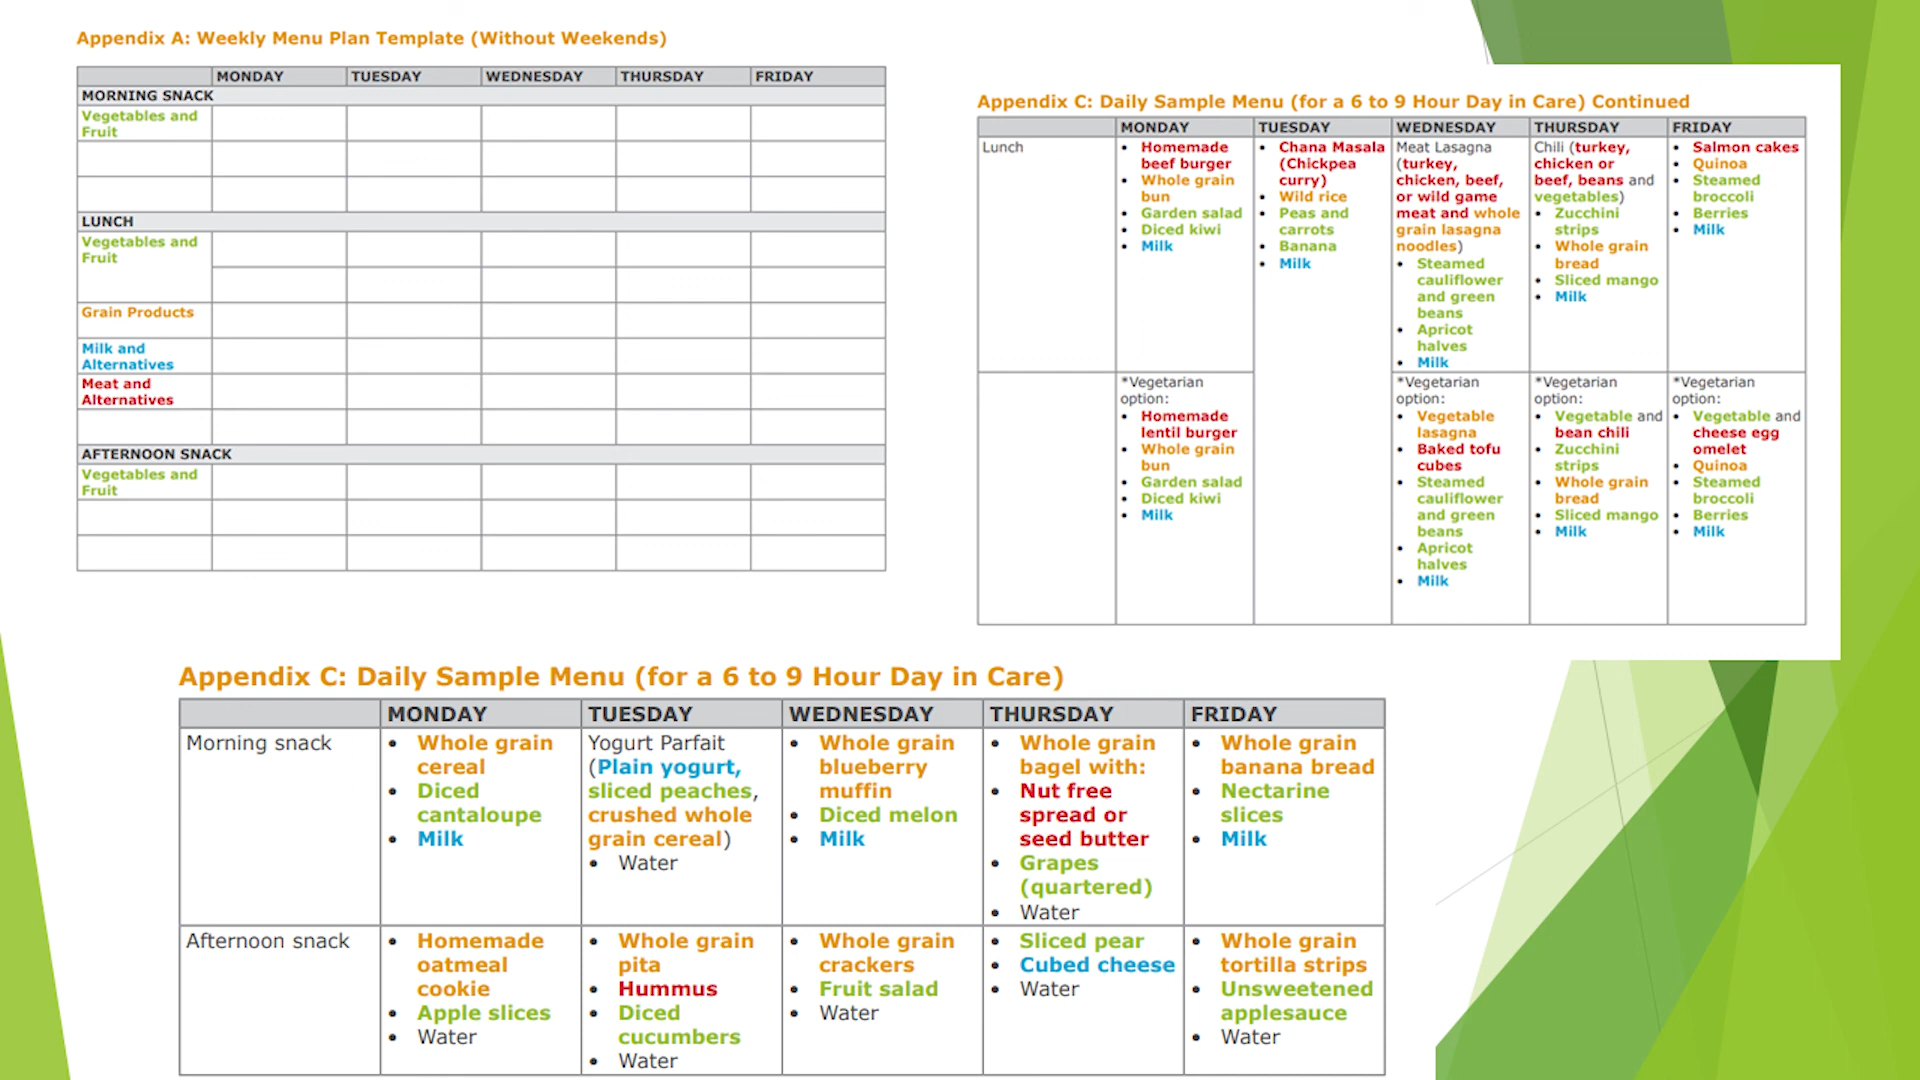 Appendix A: Weekly Menu Plan Template (Without Weekends)
MONDAY TUESDAY WEDNESDAY THURSDAY FRIDAY
MORNING SNACK
Vegetables and
Fruit
LUNCH
Vegetables and
Fruit
Grain Products
Milk and
Alternatives
Meat and
Alternatives
AFTERNOON SNACK
Vegetables and
Fruit
Appendix C: Daily Sample Menu (for a 6 to 9 Hour Day in Care) Continued
MONDAY TUESDAY WEDNESDAY THURSDAY FRIDAY
Lunch
• Homemade
beef burger
• Whole grain
bun
• Garden salad
• Diced kiwi
• Milk
• Chana Masala
(Chickpea
curry)
• Wild rice
• Peas and
carrots
• Banana
• Milk
Meat Lasagna
(turkey,
chicken, beef,
or wild game
meat and whole
grain lasagna
noodles)
• Steamed
cauliflower
and green
beans
• Apricot
halves
• Milk
Chili (turkey,
chicken or
beef, beans and
vegetables)
• Zucchini
strips
• Whole grain
bread
• Sliced mango
• Milk
• Salmon cakes
• Quinoa
• Steamed
broccoli
• Berries
• Milk
*Vegetarian
option:
• Homemade
lentil burger
• Whole grain
bun
• Garden salad
• Diced kiwi
• Milk
*Vegetarian
option:
• Vegetable
lasagna
• Baked tofu
cubes
• Steamed
cauliflower
and green
beans
• Apricot
halves
• Milk
*Vegetarian
option:
• Vegetable and
bean chili
• Zucchini
strips
• Whole grain
bread
• Sliced mango
• Milk
*Vegetarian
option:
• Vegetable and
cheese egg
omelet
• Quinoa
• Steamed
broccoli
• Berries
• Milk
Appendix C: Daily Sample Menu (for a 6 to 9 Hour Day in Care)
MONDAY TUESDAY WEDNESDAY THURSDAY FRIDAY
Morning snack
• Whole grain
cereal
• Diced
cantaloupe
• Milk
Yogurt Parfait
(Plain yogurt,
sliced peaches,
crushed whole
grain cereal)
• Water
• Whole grain
blueberry
muffin
• Diced melon
• Milk
• Whole grain
bagel with:
• Nut free
spread or
seed butter
• Grapes
(quartered)
• Water
• Whole grain
banana bread
• Nectarine
slices
• Milk
Afternoon snack
• Homemade
oatmeal
cookie
• Apple slices
• Water
• Whole grain
pita
• Hummus
• Diced
cucumbers
• Water
• Whole grain
crackers
• Fruit salad
• Water
• Sliced pear
• Cubed cheese
• Water
• Whole grain
tortilla strips
• Unsweetened
applesauce
• Water